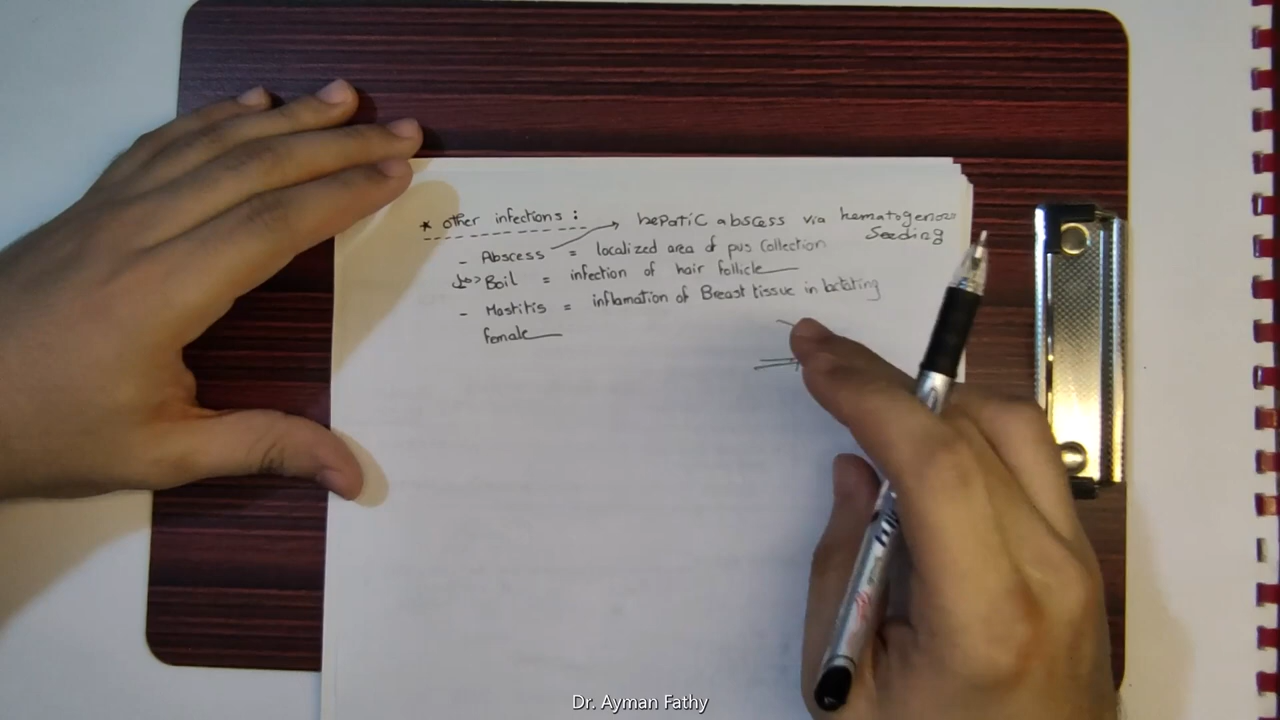 * other infections : hepatic abscess via hematogenous
seeding
- Abscess = localized area of pus collection
Boil = infection of hair follicle
- Mastitis = inflamation of Breast tissue in lactating
female
Dr. Ayman Fathy